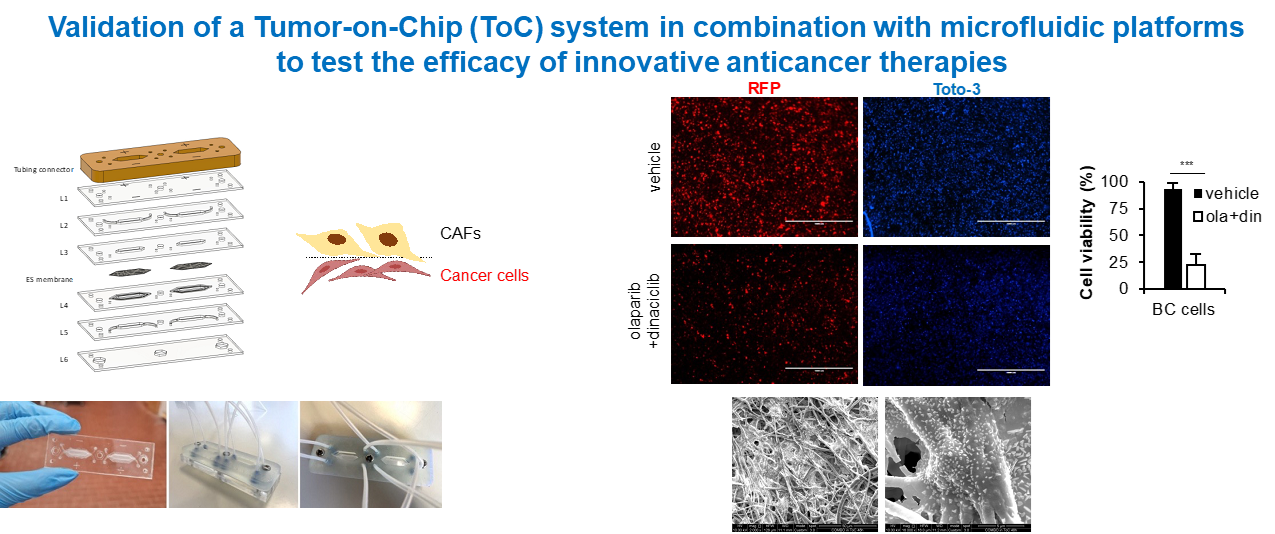 Validation of a Tumor-on-Chip (ToC) system in combination with microfluidic platforms
to test the efficacy of innovative anticancer therapies
Tubing connector
L1
L2
L3
ES membrane
L4
L5
L6
CAFs
Cancer cells
RFP
Toto-3
vehicle
olaparib
+dinaciclib
Cell viability (%)
***
100
75
50
25
0
vehicle
ola+din
BC cells